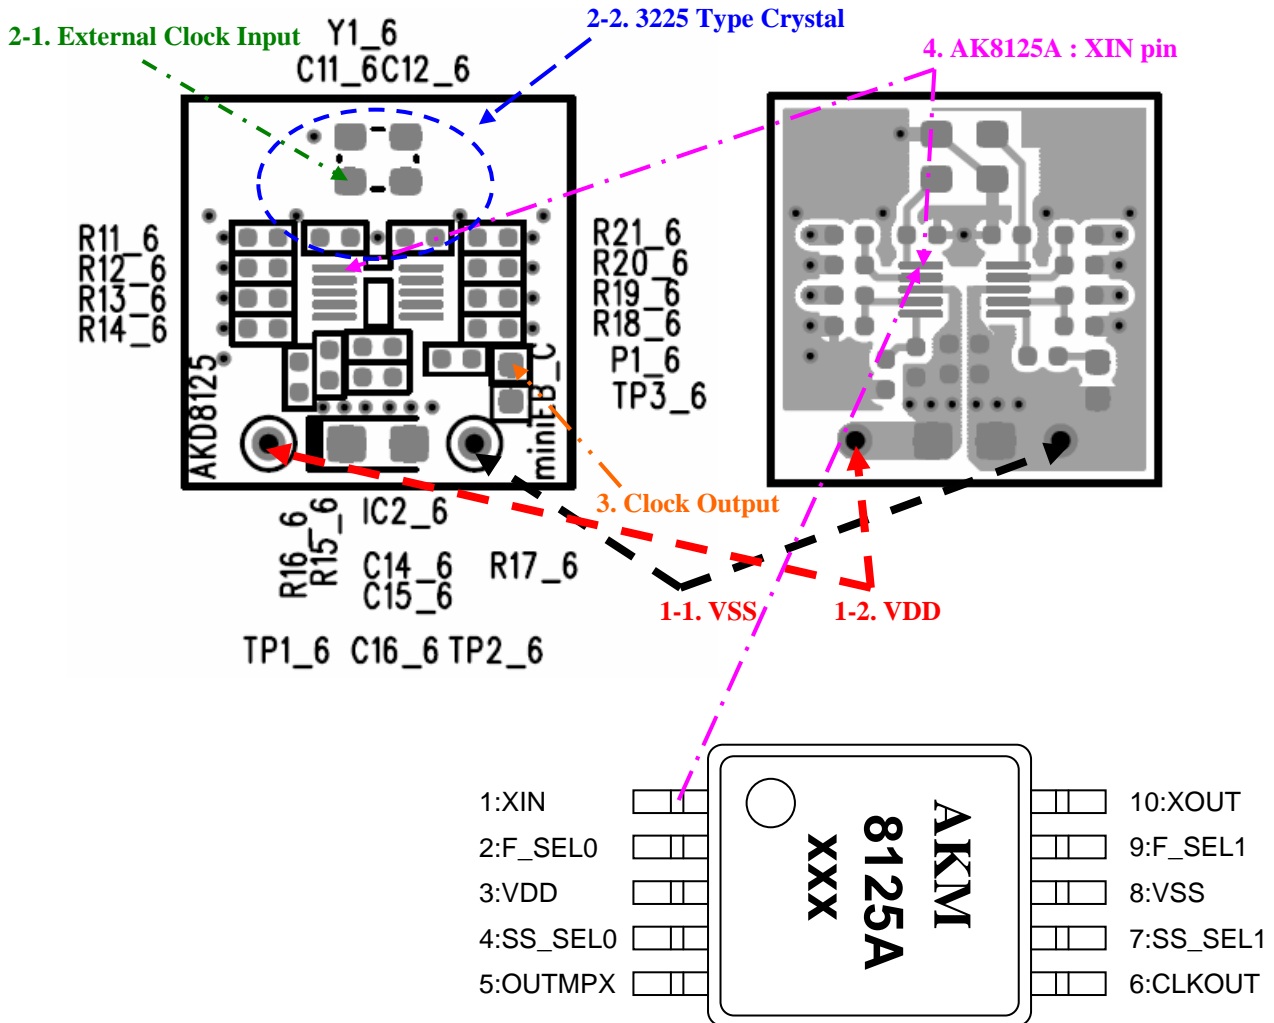 2-1. External Clock Input
Y1_6
C11_6C12_6
2-2. 3225 Type Crystal
4. AK8125A : XIN pin
R11_6
R12_6
R13_6
R14_6
R21_6
R20_6
R19_6
R18_6
P1_6
TP3_6
AKD8125
miniEB_C
3. Clock Output
R16_6
R15_6
IC2_6
C14_6
C15_6
R17_6
TP1_6 C16_6 TP2_6
1-1. VSS
1-2. VDD
1:XIN
2:F_SEL0
3:VDD
4:SS_SEL0
5:OUTMPX
AKM
8125A
xxx
10:XOUT
9:F_SEL1
8:VSS
7:SS_SEL1
6:CLKOUT